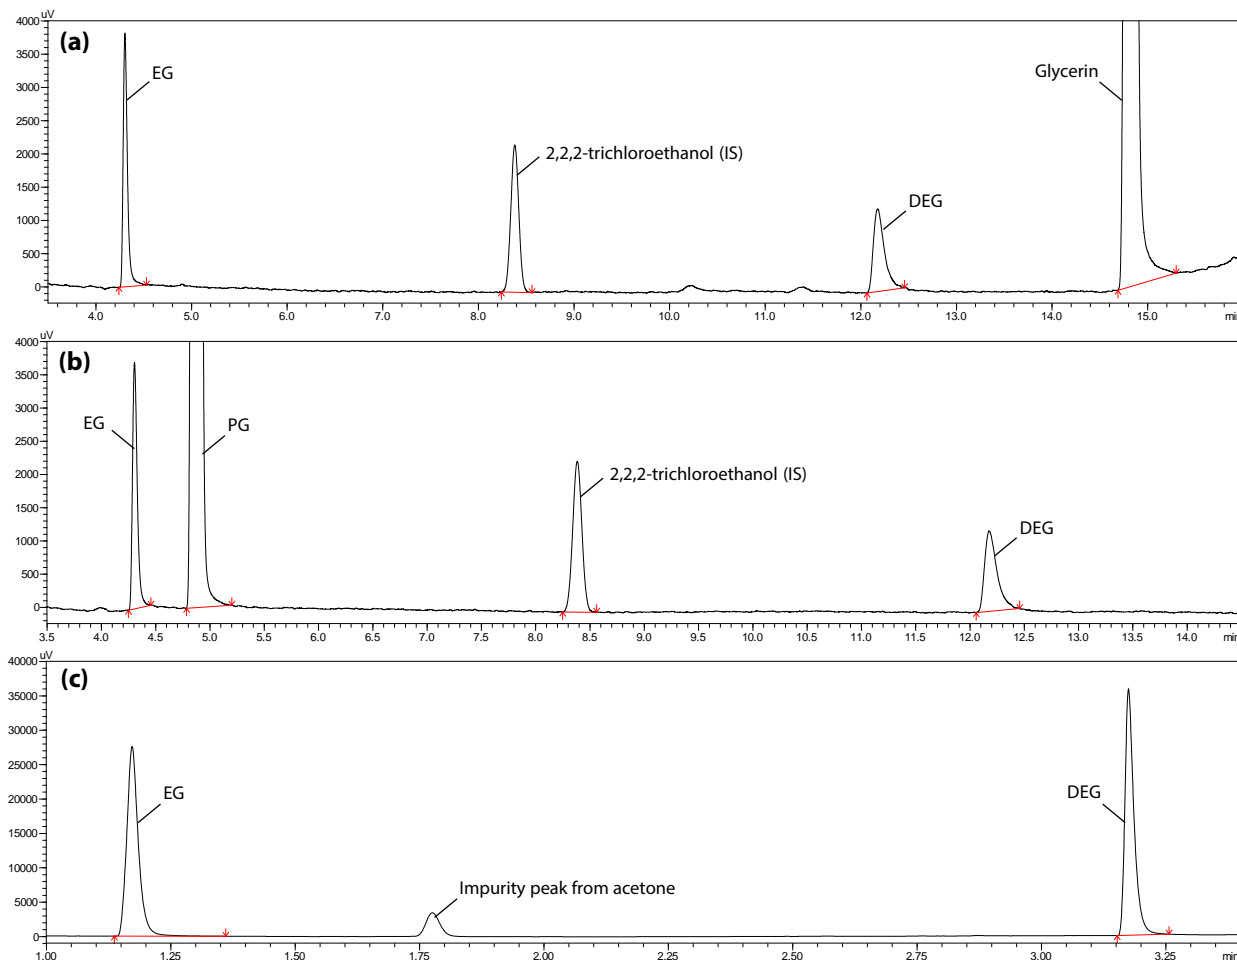 uV
4000
(a)
3500
EG
Glycerin
3000
2500
2000
2,2,2-trichloroethanol (IS)
1500
DEG
1000
500
0
4.0 5.0 6.0 7.0 8.0 9.0 10.0 11.0 12.0 13.0 14.0 15.0 min
uV
4000
(b)
3500
3000
EG
PG
2500
2000
2,2,2-trichloroethanol (IS)
1500
DEG
1000
500
0
3.5 4.0 4.5 5.0 5.5 6.0 6.5 7.0 7.5 8.0 8.5 9.0 9.5 10.0 10.5 11.0 11.5 12.0 12.5 13.0 13.5 14.0 min
uV
40000
(c)
35000
30000
25000
EG
DEG
20000
15000
10000
Impurity peak from acetone
5000
0
1.00 1.25 1.50 1.75 2.00 2.25 2.50 2.75 3.00 3.25 min